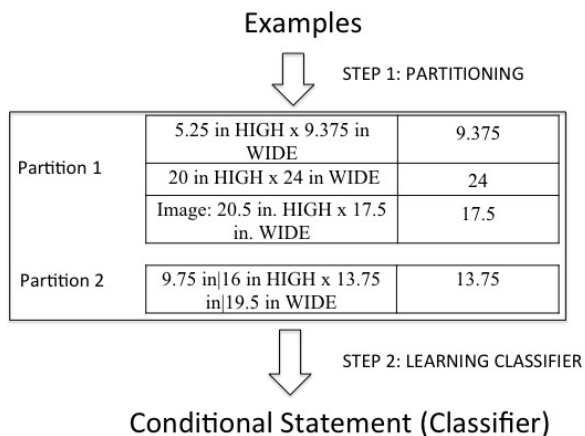 Examples
STEP 1: PARTITIONING
Partition 1
5.25 in HIGH x 9.375 in
WIDE
9.375
20 in HIGH x 24 in WIDE
24
Image: 20.5 in. HIGH x 17.5
in. WIDE
17.5
Partition 2
9.75 in|16 in HIGH x 13.75
in|19.5 in WIDE
13.75
STEP 2: LEARNING CLASSIFIER
Conditional Statement (Classifier)